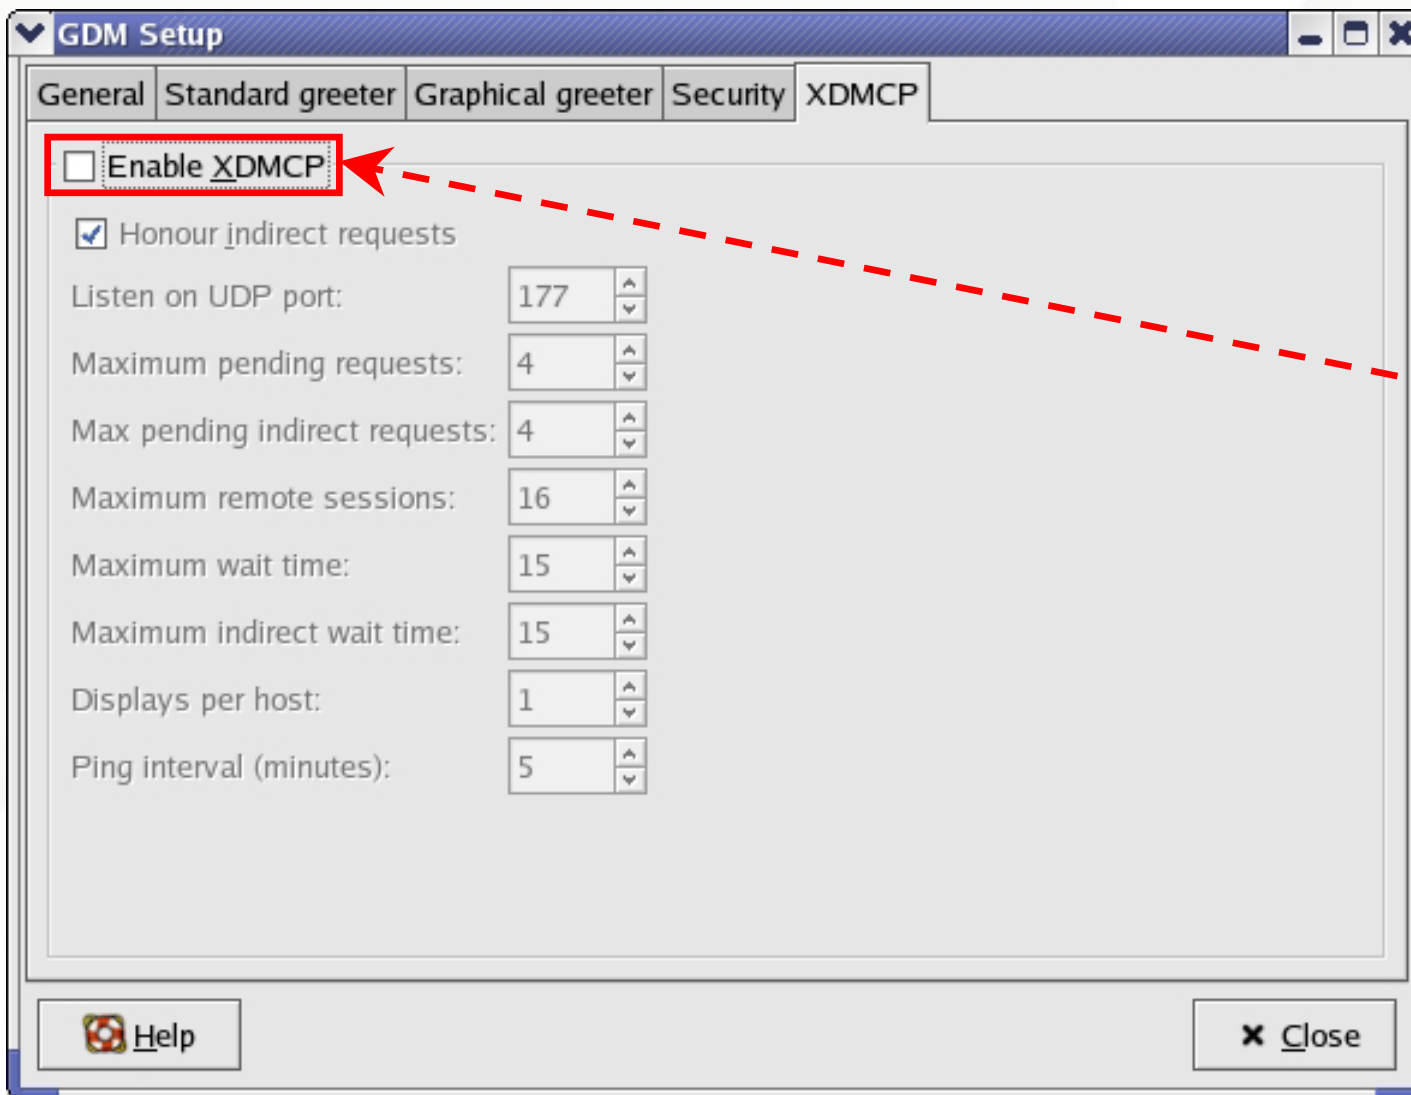 GDM Setup
General Standard greeter Graphical greeter Security XDMCP
Enable XDMCP
Honour indirect requests
Listen on UDP port: 177
Maximum pending requests: 4
Max pending indirect requests: 4
Maximum remote sessions: 16
Maximum wait time: 15
Maximum indirect wait time: 15
Displays per host: 1
Ping interval (minutes): 5
Help Close